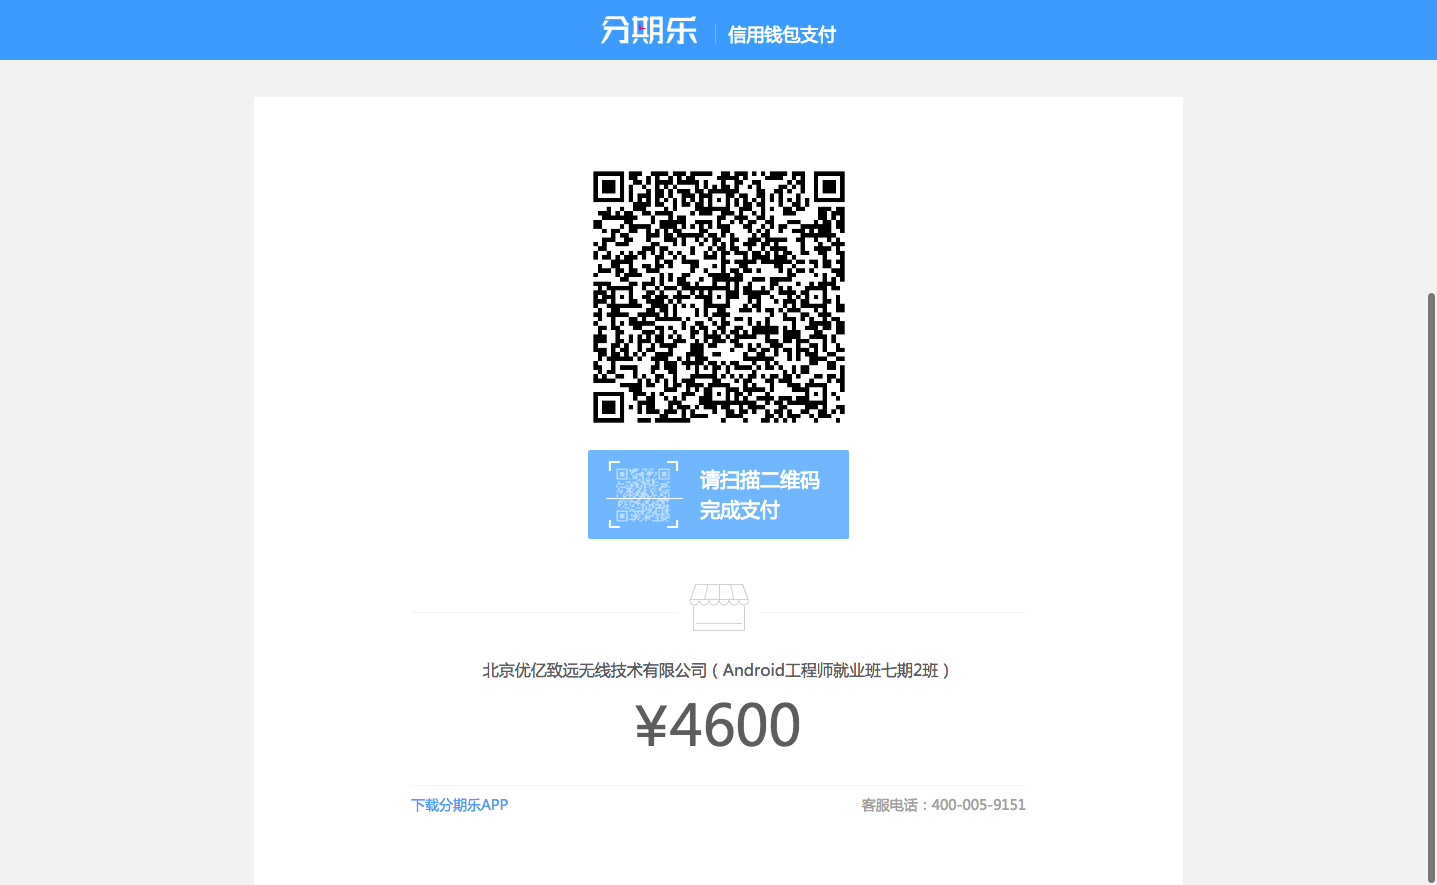 分期乐 信用钱包支付
请扫描二维码
完成支付
北京优亿致远无线技术有限公司（Android工程师就业班七期2班）
¥4600
下载分期乐APP 客服电话：400-005-9151